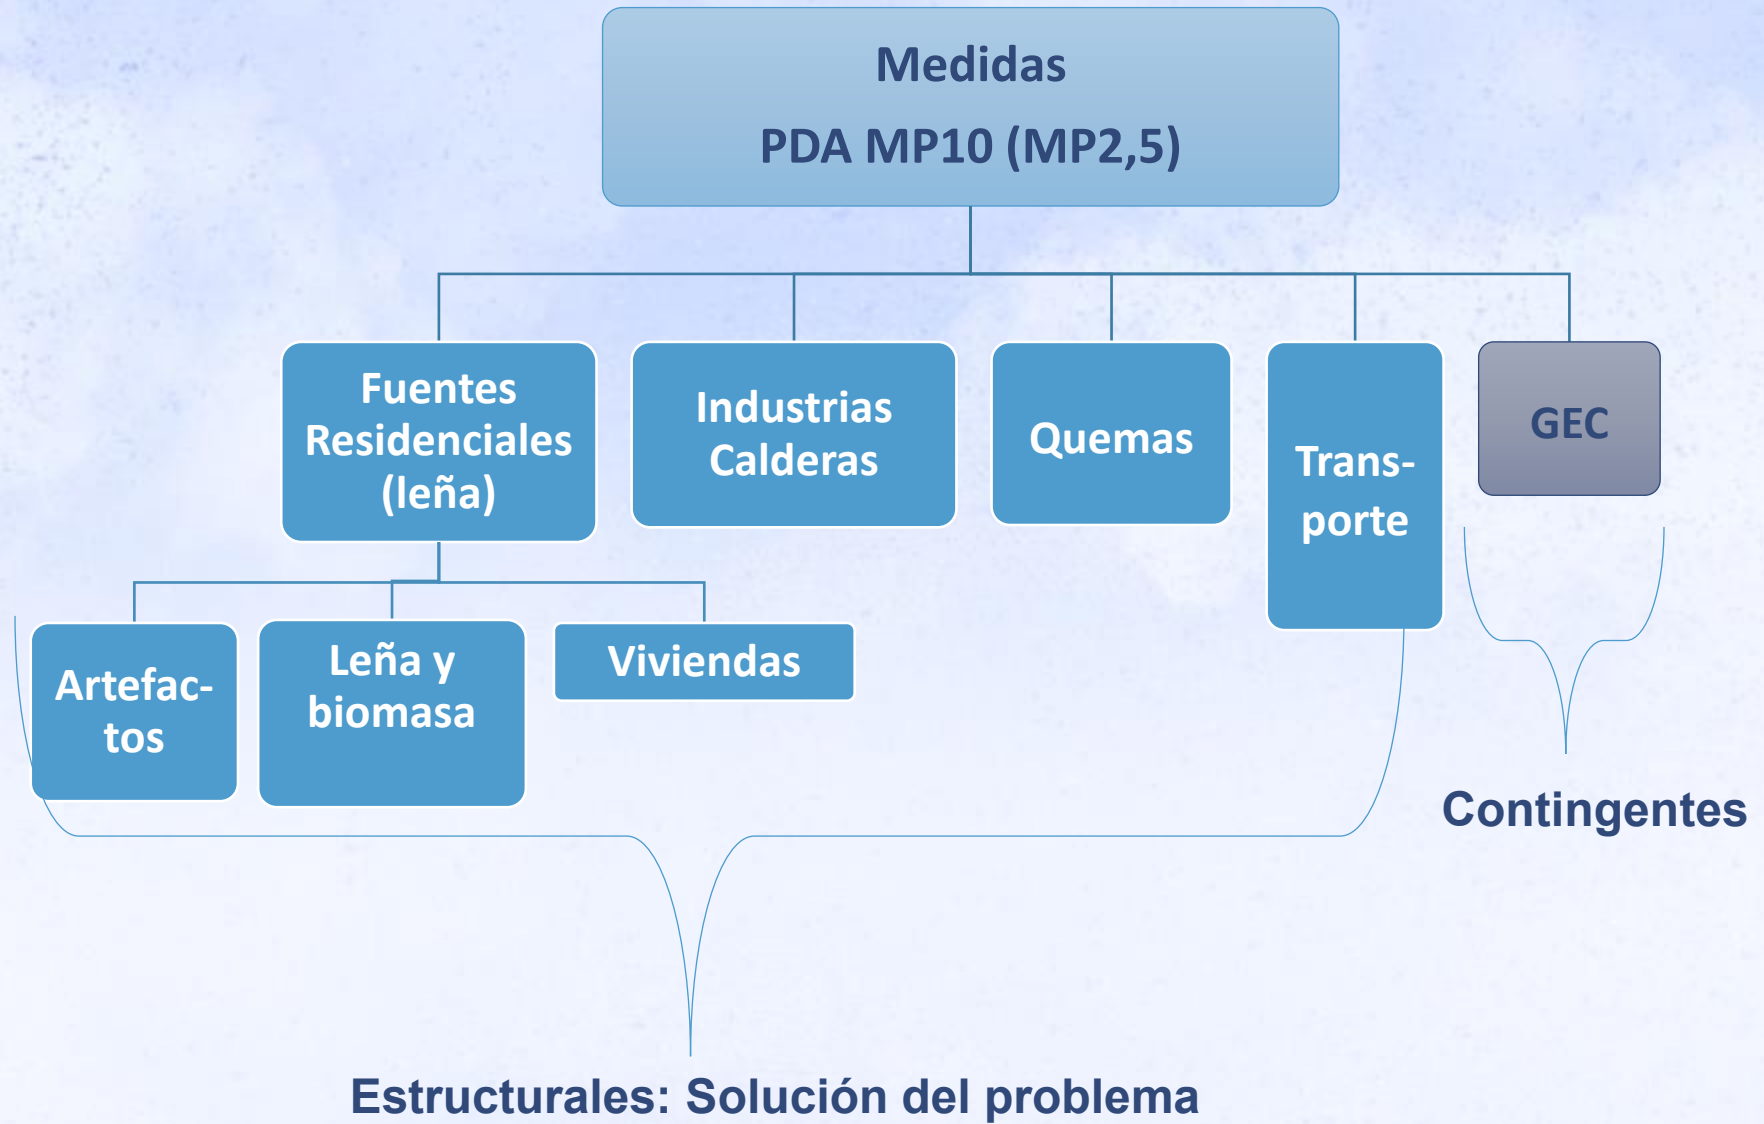 Medidas
PDA MP10 (MP2,5)
Fuentes
Residenciales
(leña)
Industrias
Calderas
Quemas
Trans-
porte
GEC
Artefac-
tos
Leña y
biomasa
Viviendas
Contingentes
Estructurales: Solución del problema